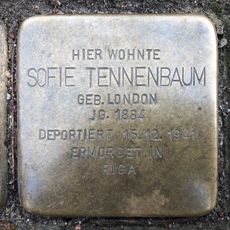 HIER WOHNTE
SOFIE TENNENBAUM
GEB. LONDON
JG. 1884
DEPORTIERT 15.12.1941
ERMORDET IN
RIGA